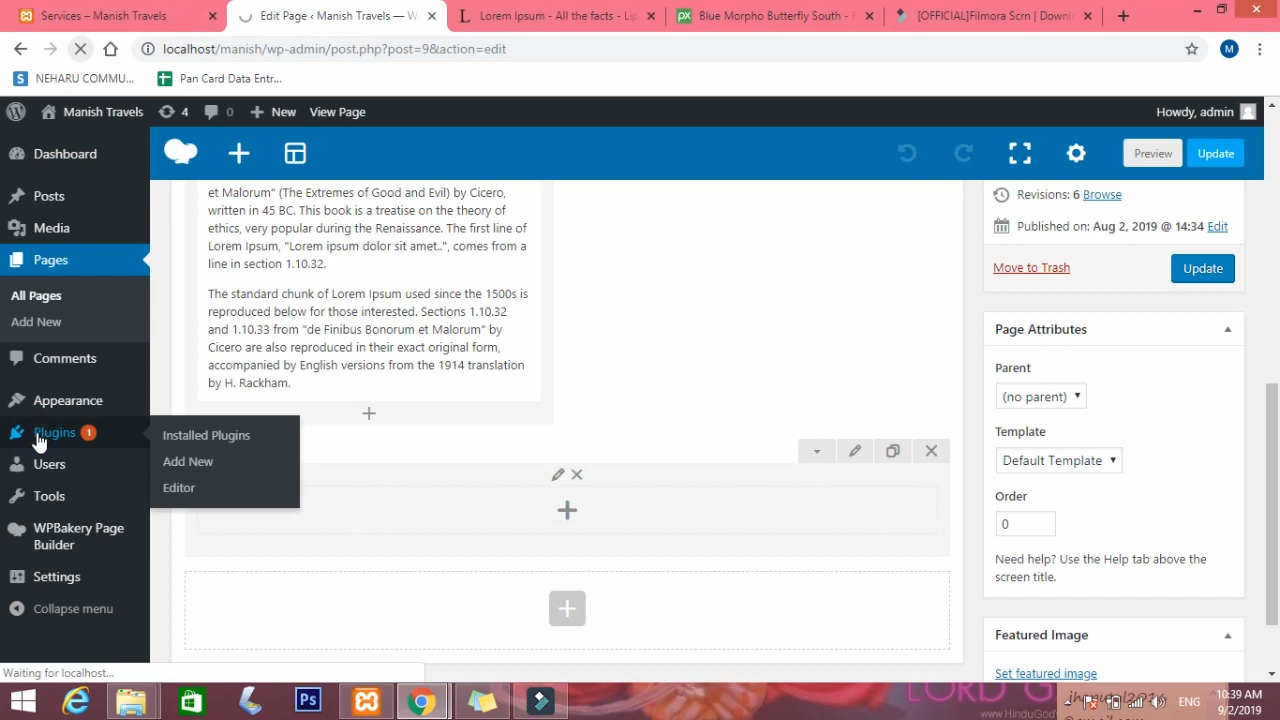 Services – Manish Travels
Edit Page ‹ Manish Travels — W
Lorem Ipsum - All the facts - Lip
Blue Morpho Butterfly South - F
[OFFICIAL]Filmora Scrn | Downl
localhost/manish/wp-admin/post.php?post=9&action=edit
M
NEHARU COMMU...
Pan Card Data Entr...
Manish Travels
4
0
New
View Page
Howdy, admin
Dashboard
Posts
Media
Pages
All Pages
Add New
Comments
Appearance
Plugins 1
Installed Plugins
Add New
Editor
Users
Tools
WPBakery Page
Builder
Settings
Collapse menu
Preview
Update
et Malorum" (The Extremes of Good and Evil) by Cicero,
written in 45 BC. This book is a treatise on the theory of
ethics, very popular during the Renaissance. The first line of
Lorem Ipsum, "Lorem ipsum dolor sit amet..", comes from a
line in section 1.10.32.
The standard chunk of Lorem Ipsum used since the 1500s is
reproduced below for those interested. Sections 1.10.32
and 1.10.33 from "de Finibus Bonorum et Malorum" by
Cicero are also reproduced in their exact original form,
accompanied by English versions from the 1914 translation
by H. Rackham.
Revisions: 6 Browse
Published on: Aug 2, 2019 @ 14:34 Edit
Move to Trash
Update
Page Attributes
Parent
(no parent)
Template
Default Template
Order
0
Need help? Use the Help tab above the
screen title.
Featured Image
Set featured image
Waiting for localhost...
Ps
LORD G
www.HinduGod
ENG
10:39 AM
9/2/2019